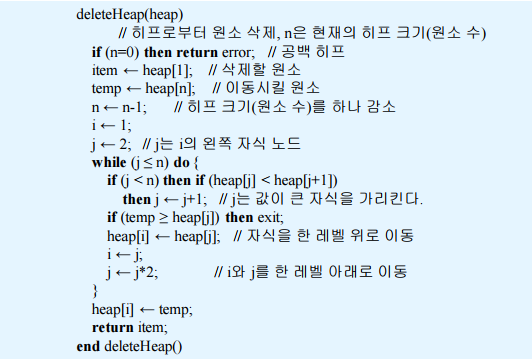 deleteHeap(heap)
// 히프로부터 원소 삭제, n은 현재의 히프 크기(원소 수)
if (n=0) then return error; // 공백 히프
item ← heap[1]; // 삭제할 원소
temp ← heap[n]; // 이동시킬 원소
n ← n-1; // 히프 크기(원소 수)를 하나 감소
i ← 1;
j ← 2; // j는 i의 왼쪽 자식 노드
while (j ≤ n) do {
if (j < n) then if (heap[j] < heap[j+1])
then j ← j+1; // j는 값이 큰 자식을 가리킨다.
if (temp ≥ heap[j]) then exit;
heap[i] ← heap[j]; // 자식을 한 레벨 위로 이동
i ← j;
j ← j*2; // i와 j를 한 레벨 아래로 이동
}
heap[i] ← temp;
return item;
end deleteHeap()